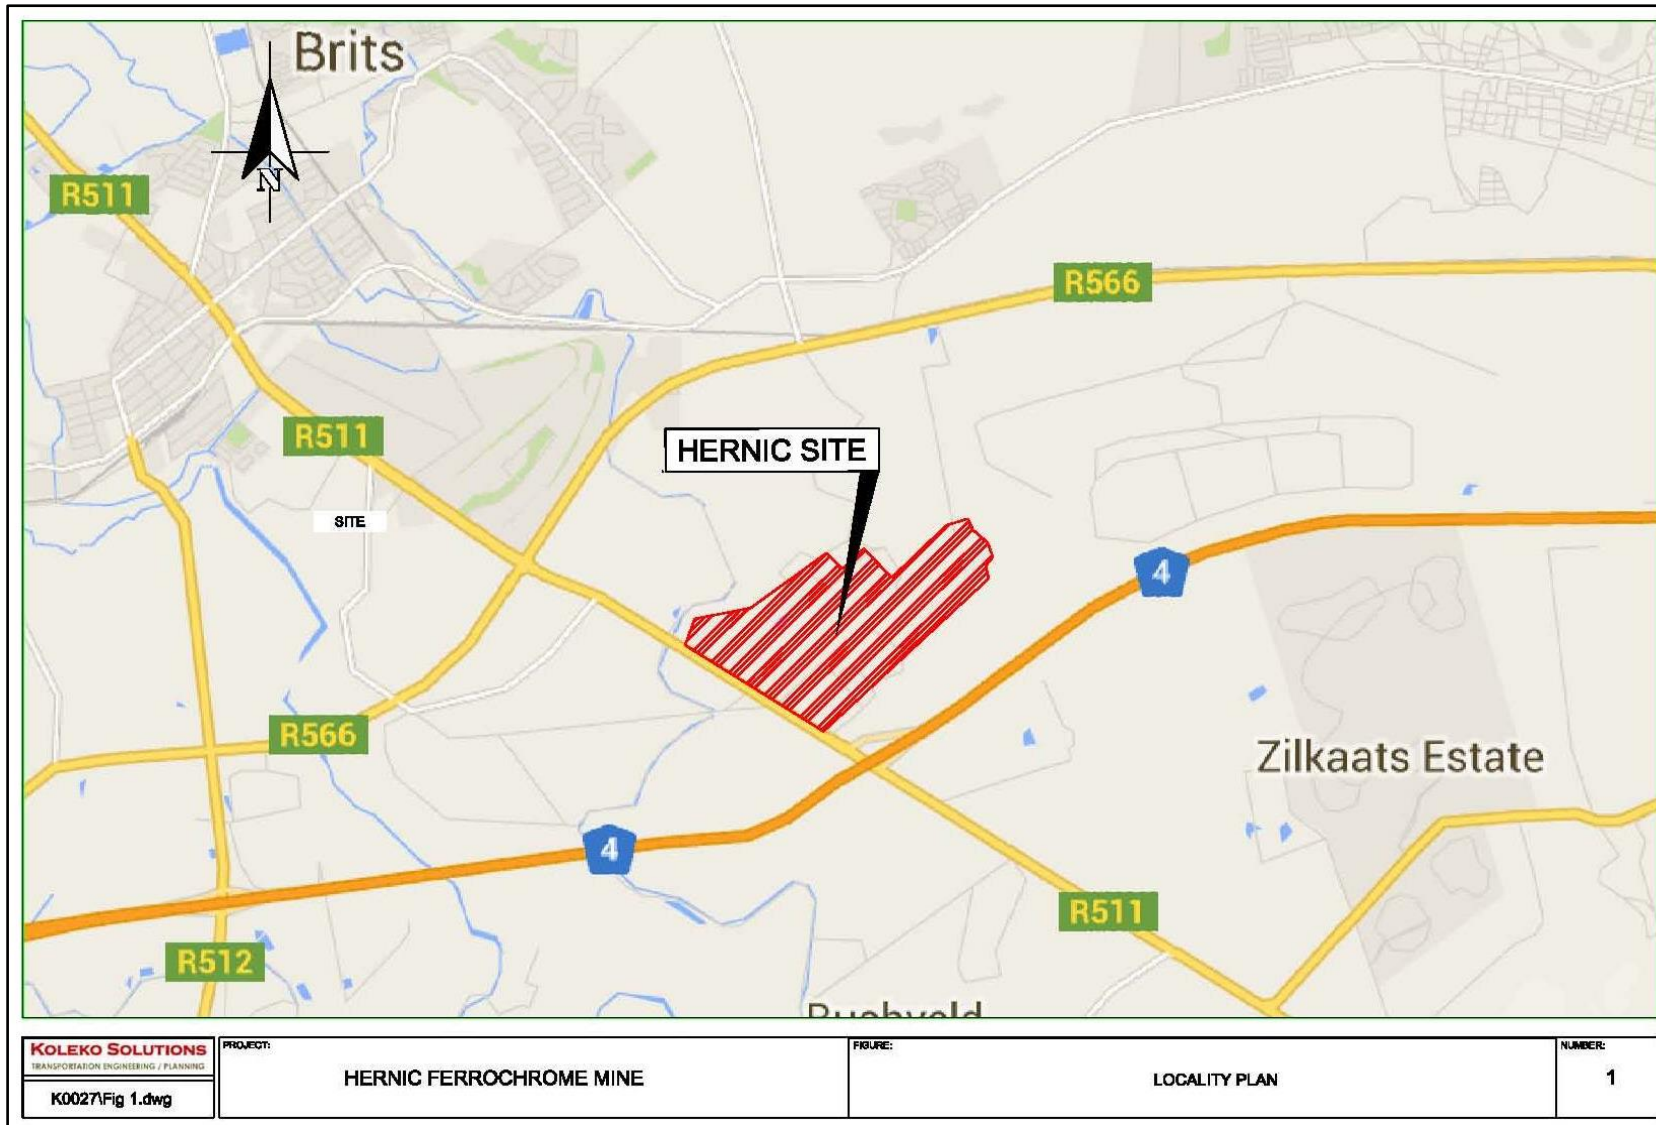 Brits
N
R511
R566
R511
HERNIC SITE
SITE
4
R566
Zilkaats Estate
4
R511
R512
KOLEKO SOLUTIONS
TRANSPORTATION ENGINEERING / PLANNING
K0027\Fig 1.dwg
PROJECT:
HERNIC FERROCHROME MINE
FIGURE:
LOCALITY PLAN
NUMBER:
1